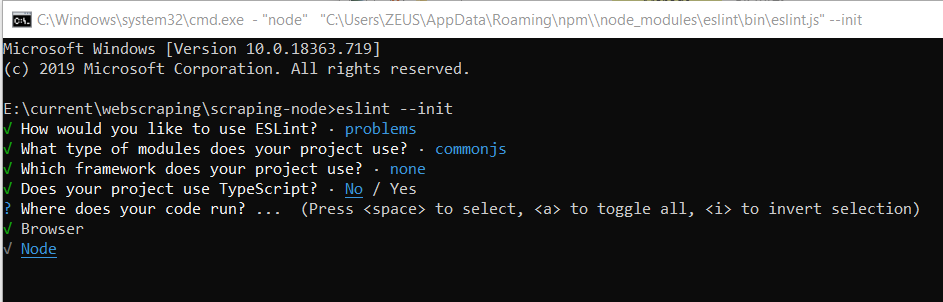 C:\Windows\system32\cmd.exe - "node" "C:\Users\ZEUS\AppData\Roaming\npm\\node_modules\eslint\bin\eslint.js" --init
Microsoft Windows [Version 10.0.18363.719]
(c) 2019 Microsoft Corporation. All rights reserved.
E:\current\webscraping\scraping-node>eslint --init
√ How would you like to use ESLint? · problems
√ What type of modules does your project use? · commonjs
√ Which framework does your project use? · none
√ Does your project use TypeScript? · No / Yes
? Where does your code run? ... (Press <space> to select, <a> to toggle all, <i> to invert selection)
√ Browser
√ Node